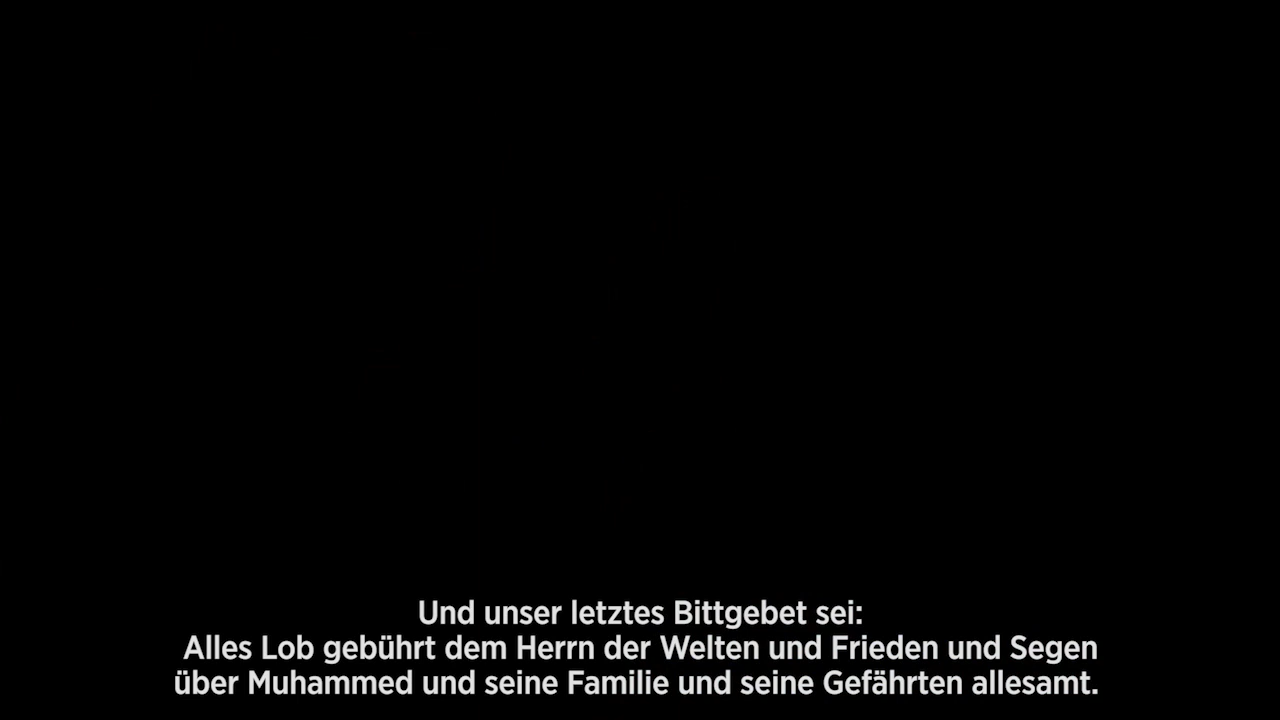 Und unser letztes Bittgebet sei:
Alles Lob gebührt dem Herrn der Welten und Frieden und Segen
über Muhammed und seine Familie und seine Gefährten allesamt.